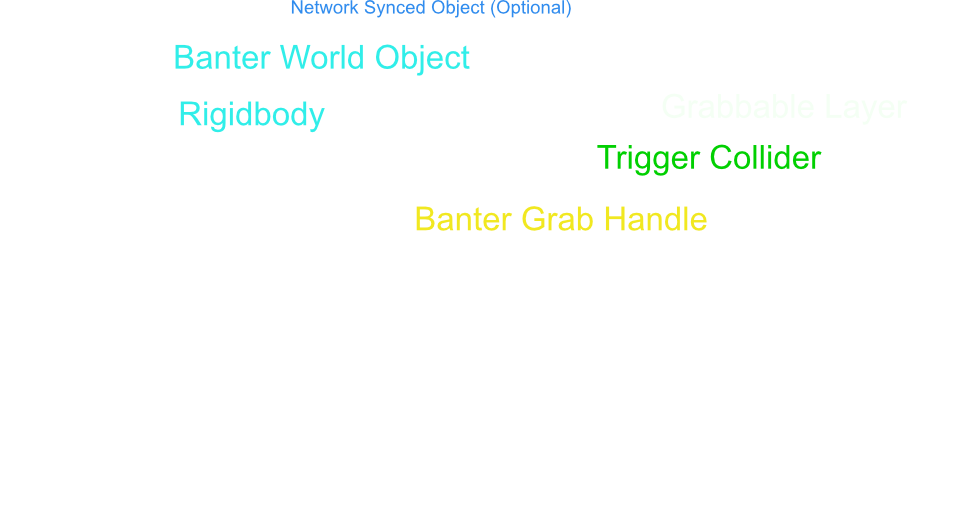 Network Synced Object (Optional)
Banter World Object
Grabbable Layer
Rigidbody
Trigger Collider
Banter Grab Handle